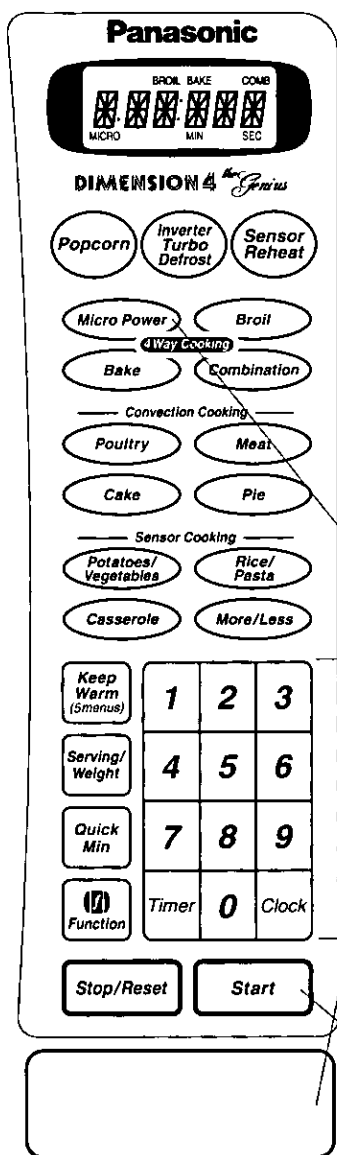 Panasonic
BROIL BAKE COMB
MICRO MIN SEC
DIMENSION 4 the Genius
Popcorn Inverter Turbo Defrost Sensor Reheat
Micro Power Broil
4 Way Cooking
Bake Combination
Convection Cooking
Poultry Meat
Cake Pie
Sensor Cooking
Potatoes/ Vegetables Rice/ Pasta
Casserole More/Less
Keep Warm (5menus) 1 2 3
Serving/ Weight 4 5 6
Quick Min 7 8 9
Function Timer 0 Clock
Stop/Reset Start